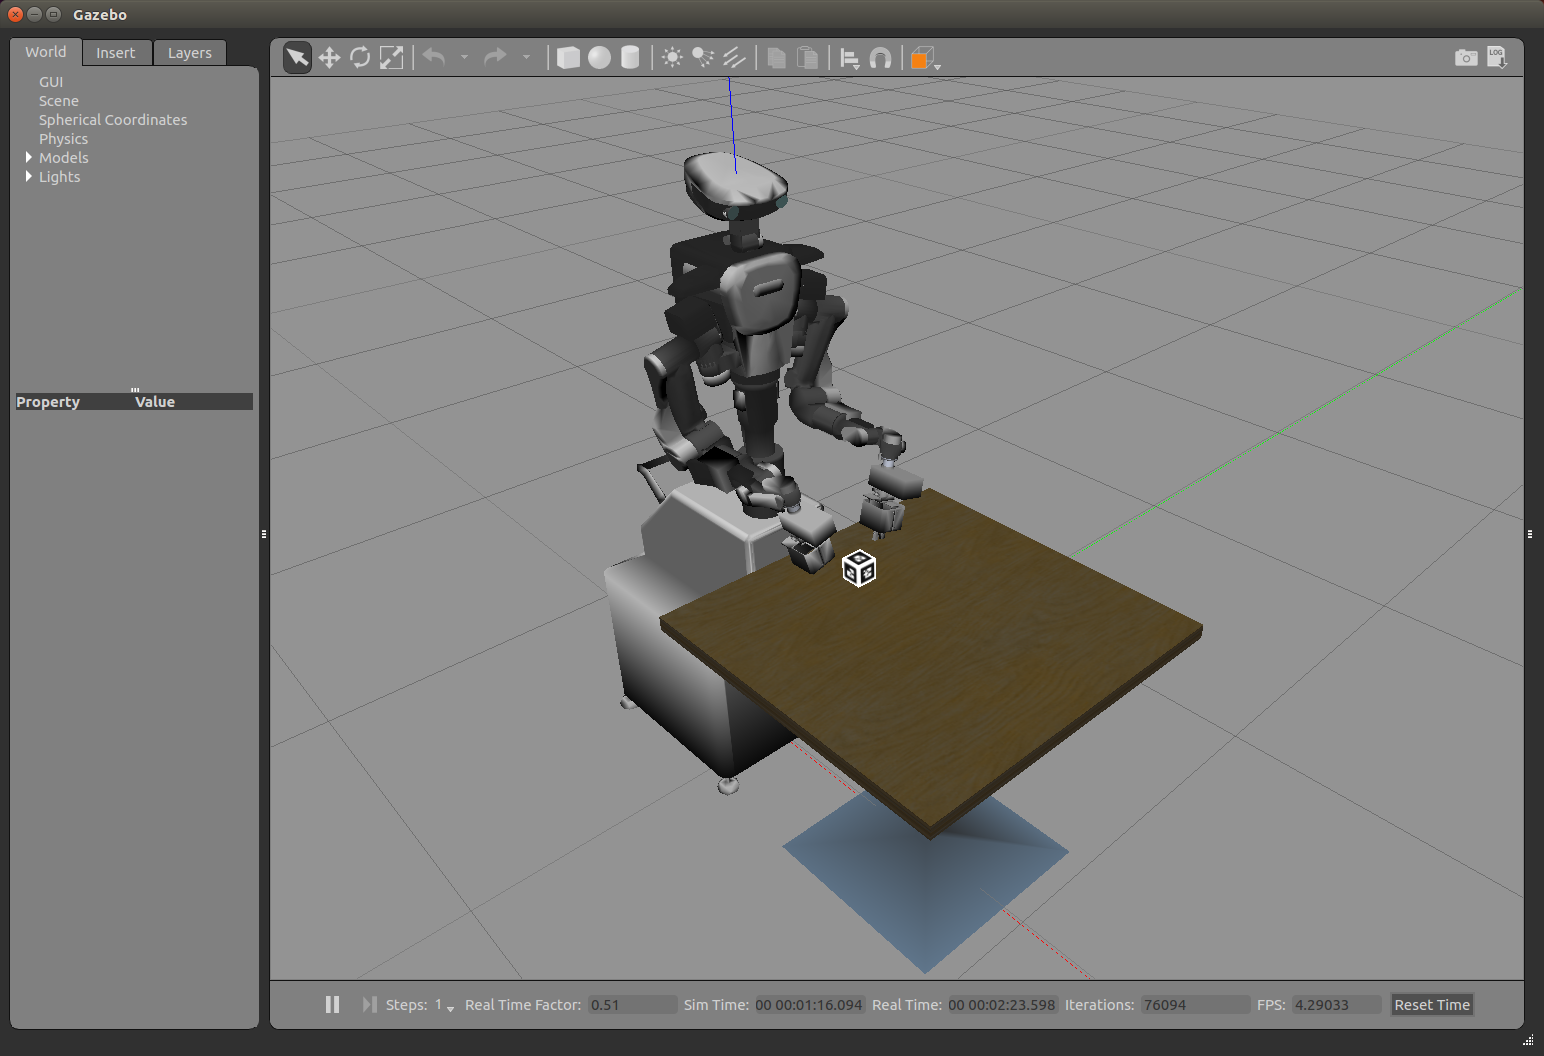 Gazebo
World Insert Layers
GUI
Scene
Spherical Coordinates
Physics
Models
Lights
Property Value
LOG
Steps: 1 Real Time Factor: 0.51 Sim Time: 00 00:01:16.094 Real Time: 00 00:02:23.598 Iterations: 76094 FPS: 4.29033 Reset Time